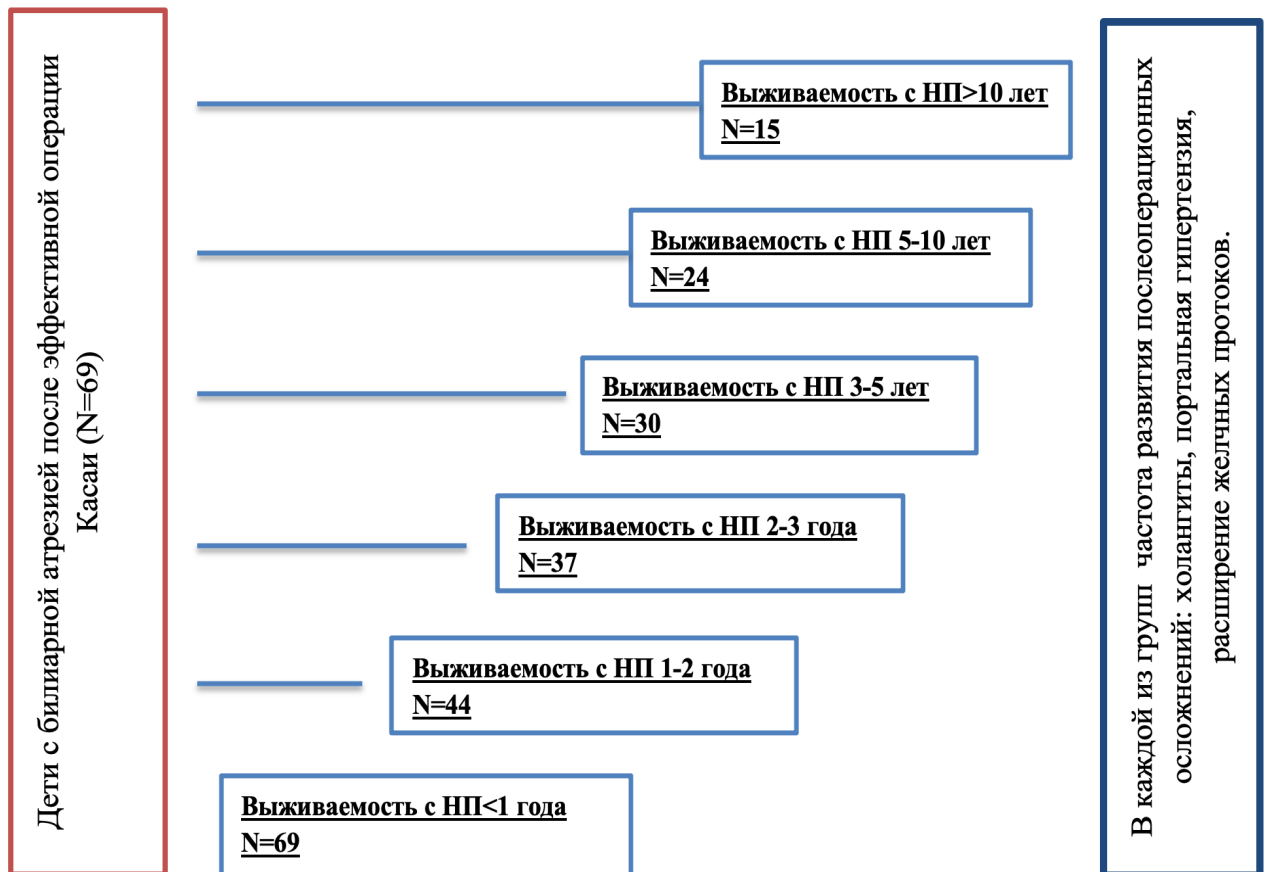 Дети с билиарной атрезией после эффективной операции
Касаи (N=69)
Выживаемость с НП>10 лет
N=15
Выживаемость с НП 5-10 лет
N=24
Выживаемость с НП 3-5 лет
N=30
Выживаемость с НП 2-3 года
N=37
Выживаемость с НП 1-2 года
N=44
Выживаемость с НП<1 года
N=69
В каждой из групп частота развития послеоперационных
осложнений: холангиты, портальная гипертензия,
расширение желчных протоков.